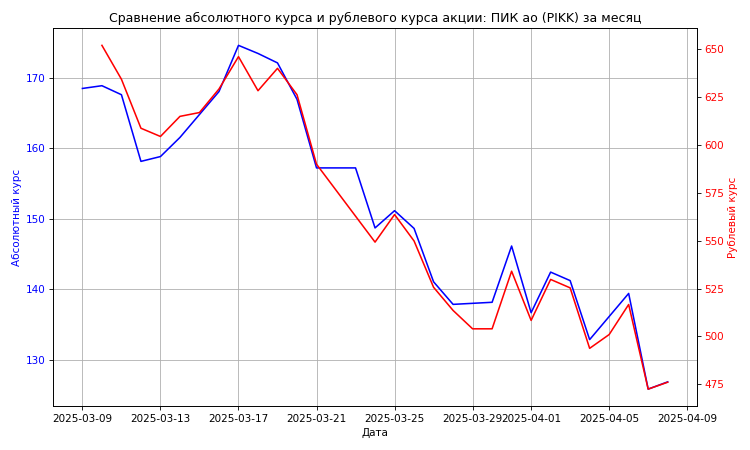 Сравнение абсолютного курса и рублевого курса акции: ПИК ао (PIKK) за месяц
170
160
150
140
130
Абсолютный курс
650
625
600
575
550
525
500
475
Рублевый курс
2025-03-09 2025-03-13 2025-03-17 2025-03-21 2025-03-25 2025-03-29 2025-04-01 2025-04-05 2025-04-09
Дата